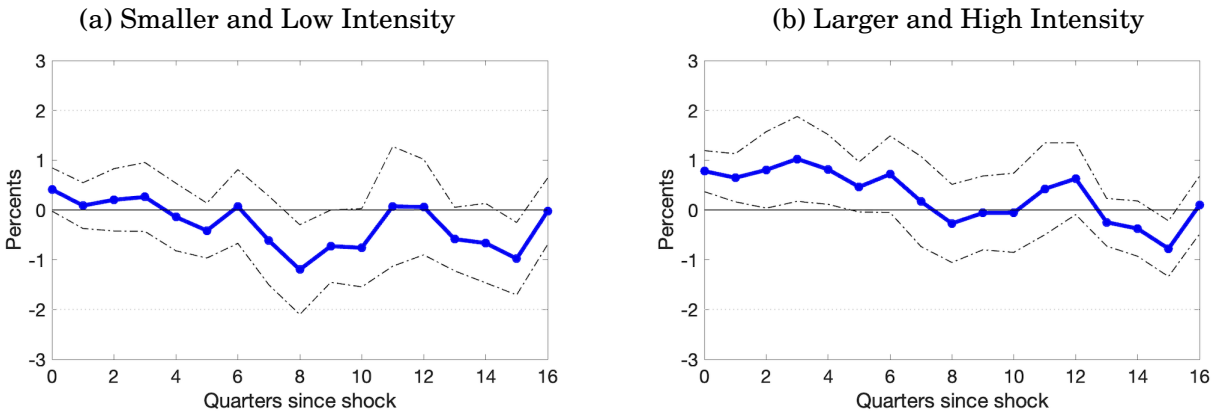 (a) Smaller and Low Intensity
3
2
1
0
-1
-2
-3
Percents
0 2 4 6 8 10 12 14 16
Quarters since shock
(b) Larger and High Intensity
3
2
1
0
-1
-2
-3
Percents
0 2 4 6 8 10 12 14 16
Quarters since shock